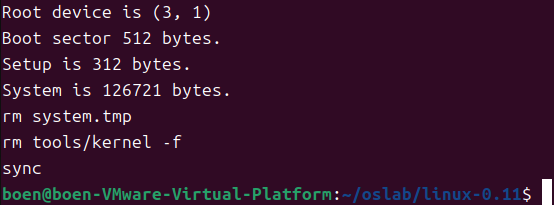 Root device is (3, 1)
Boot sector 512 bytes.
Setup is 312 bytes.
System is 126721 bytes.
rm system.tmp
rm tools/kernel -f
sync
boen@boen-VMware-Virtual-Platform:~/oslab/linux-0.11$